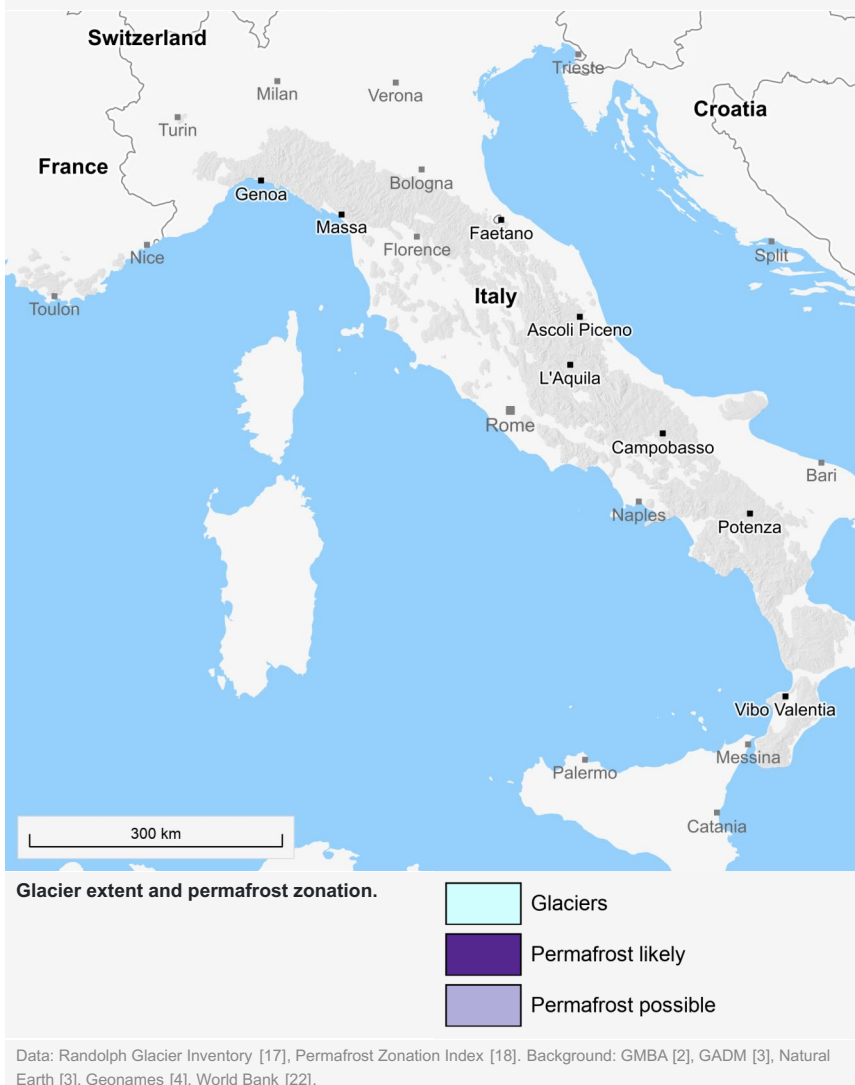 Switzerland
Trieste
Milan
Verona
Croatia
Turin
France
Bologna
Genoa
Massa
Faetano
Florence
Nice
Split
Italy
Toulon
Ascoli Piceno
L'Aquila
Rome
Campobasso
Bari
Naples
Potenza
Vibo Valentia
Messina
Palermo
Catania
300 km
Glacier extent and permafrost zonation.
Glaciers
Permafrost likely
Permafrost possible
Data: Randolph Glacier Inventory [17], Permafrost Zonation Index [18]. Background: GMBA [2], GADM [3], Natural
Earth [3], Geonames [4], World Bank [22].